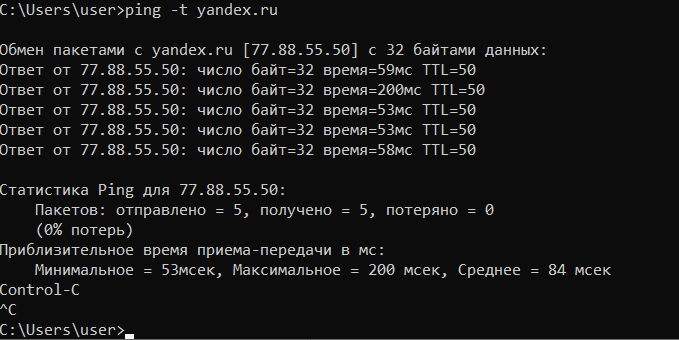 C:\Users\user>ping -t yandex.ru
Обмен пакетами с yandex.ru [77.88.55.50] с 32 байтами данных:
Ответ от 77.88.55.50: число байт=32 время=59мс TTL=50
Ответ от 77.88.55.50: число байт=32 время=200мс TTL=50
Ответ от 77.88.55.50: число байт=32 время=53мс TTL=50
Ответ от 77.88.55.50: число байт=32 время=53мс TTL=50
Ответ от 77.88.55.50: число байт=32 время=58мс TTL=50
Статистика Ping для 77.88.55.50:
    Пакетов: отправлено = 5, получено = 5, потеряно = 0
    (0% потерь)
Приблизительное время приема-передачи в мс:
    Минимальное = 53мсек, Максимальное = 200 мсек, Среднее = 84 мсек
Control-C
^C
C:\Users\user>